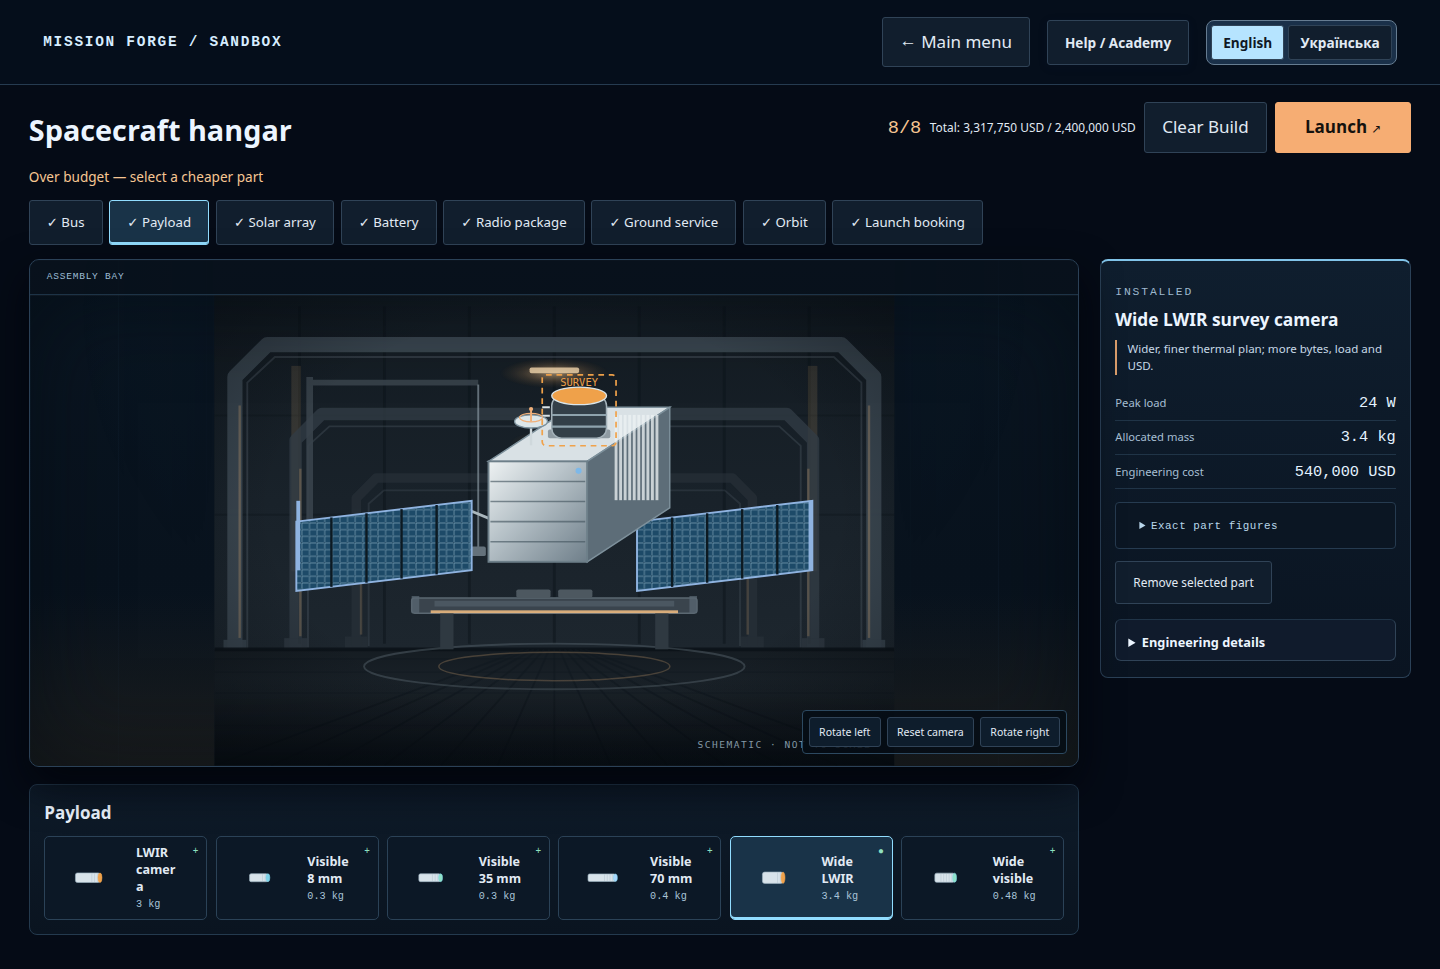 MISSION FORGE / SANDBOX
← Main menu
Help / Academy
English
Українська
Spacecraft hangar
8/8 Total: 3,317,750 USD / 2,400,000 USD
Clear Build
Launch ↗
Over budget — select a cheaper part
✓ Bus
✓ Payload
✓ Solar array
✓ Battery
✓ Radio package
✓ Ground service
✓ Orbit
✓ Launch booking
ASSEMBLY BAY
SURVEY
SCHEMATIC · NOT
Rotate left
Reset camera
Rotate right
INSTALLED
Wide LWIR survey camera
Wider, finer thermal plan; more bytes, load and
USD.
Peak load 24 W
Allocated mass 3.4 kg
Engineering cost 540,000 USD
▶ Exact part figures
Remove selected part
▶ Engineering details
Payload
LWIR
camer
a
3 kg
+
Visible
8 mm
0.3 kg
+
Visible
35 mm
0.3 kg
+
Visible
70 mm
0.4 kg
+
Wide
LWIR
3.4 kg
●
Wide
visible
0.48 kg
+